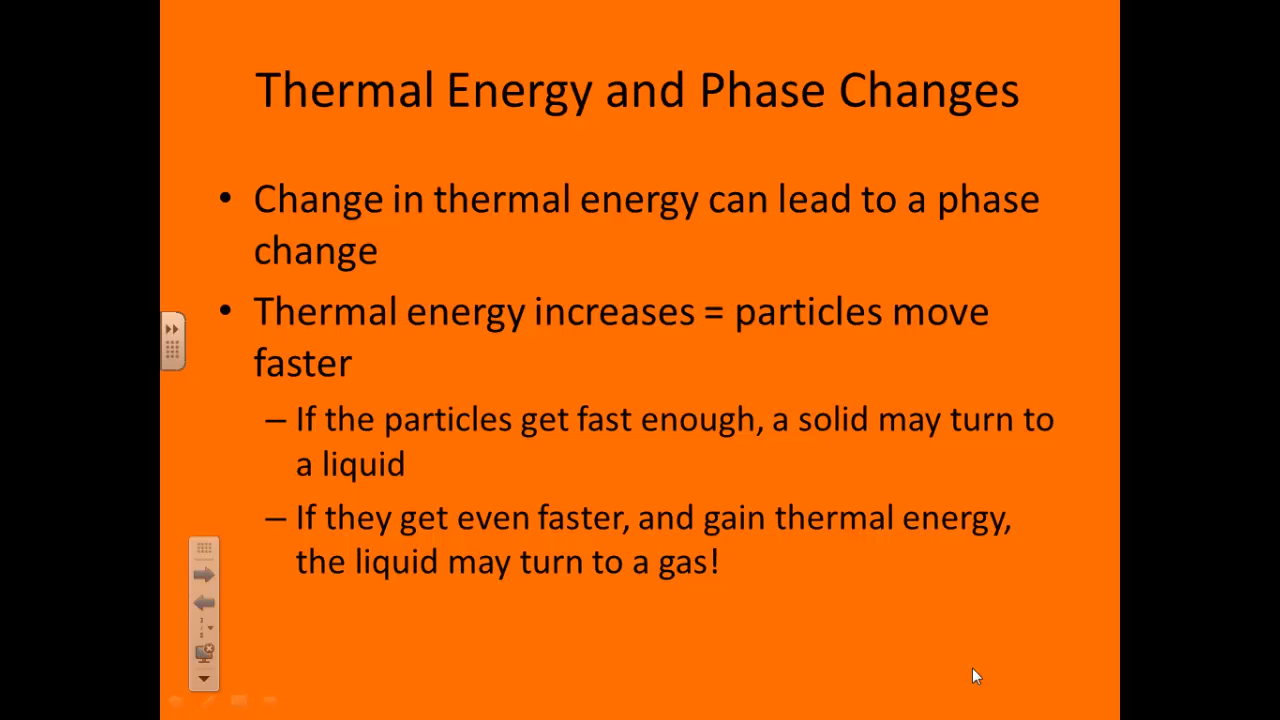 Thermal Energy and Phase Changes
• Change in thermal energy can lead to a phase
change
• Thermal energy increases = particles move
faster
– If the particles get fast enough, a solid may turn to
a liquid
– If they get even faster, and gain thermal energy,
the liquid may turn to a gas!
3
/
8